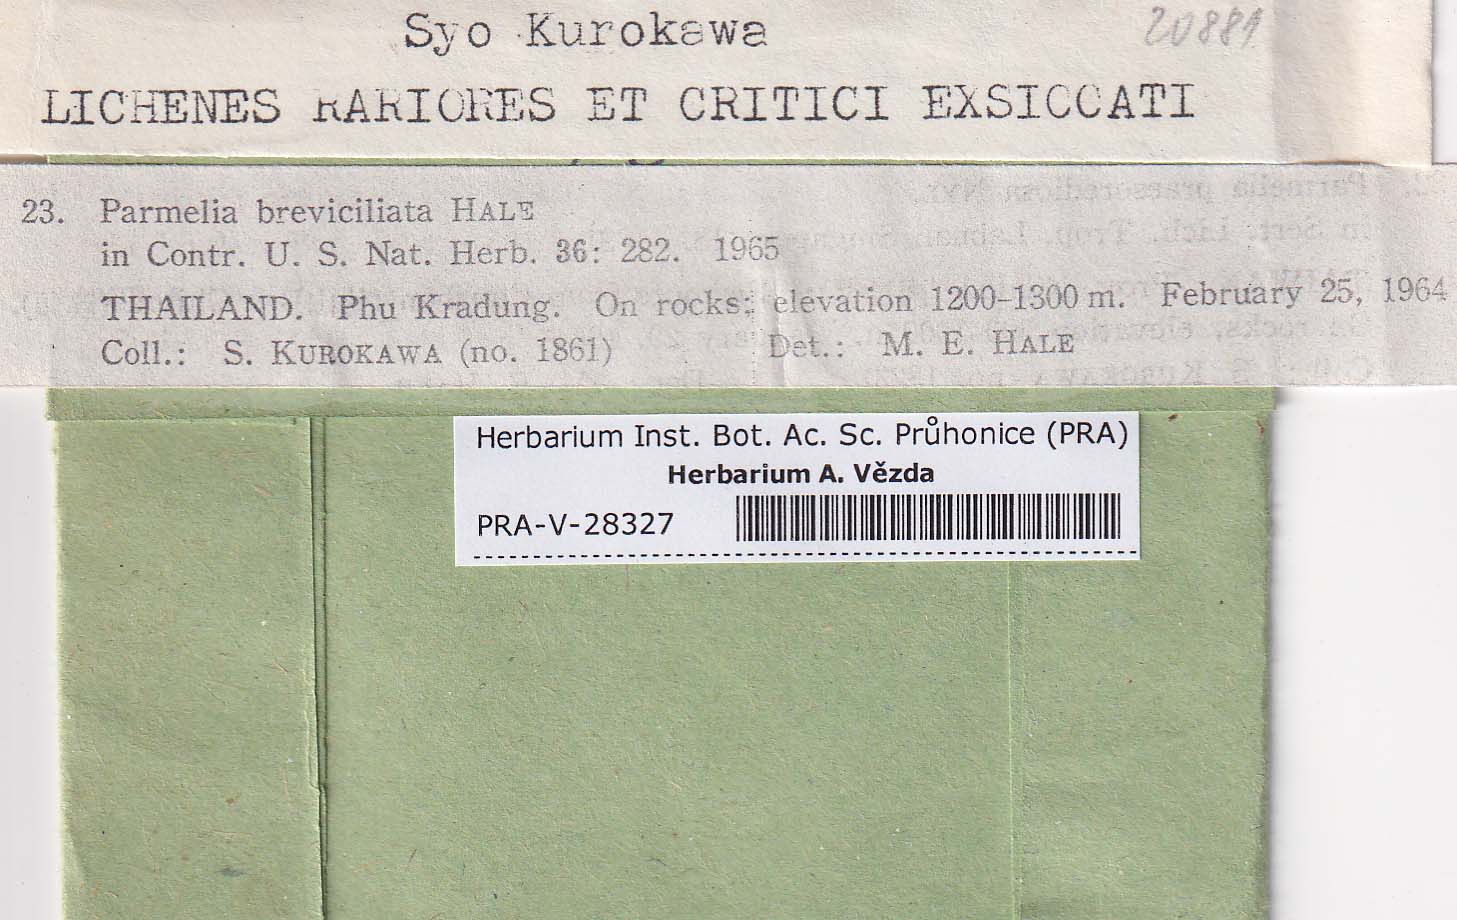 Syo Kurokawa
20881
LICHENES RARIORES ET CRITICI EXSICCATI
23. Parmelia breviciliata HALE
in Contr. U. S. Nat. Herb. 36: 282. 1965
THAILAND. Phu Kradung. On rocks; elevation 1200-1300 m. February 25, 1964
Coll.: S. KUROKAWA (no. 1861) Det.: M. E. HALE
Herbarium Inst. Bot. Ac. Sc. Průhonice (PRA)
Herbarium A. Vězda
PRA-V-28327